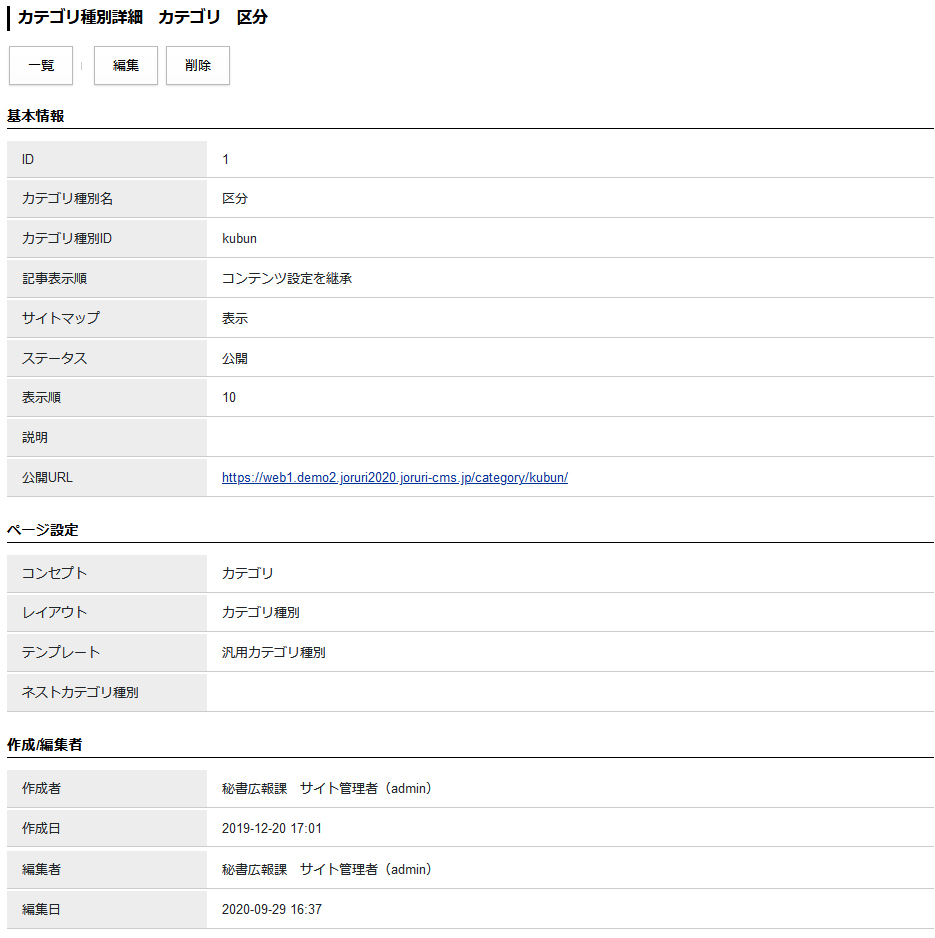 カテゴリ種別詳細　カテゴリ　区分
一覧 編集 削除
基本情報
ID 1
カテゴリ種別名 区分
カテゴリ種別ID kubun
記事表示順 コンテンツ設定を継承
サイトマップ 表示
ステータス 公開
表示順 10
説明
公開URL https://web1.demo2.joruri2020.joruri-cms.jp/category/kubun/
ページ設定
コンセプト カテゴリ
レイアウト カテゴリ種別
テンプレート 汎用カテゴリ種別
ネストカテゴリ種別
作成/編集者
作成者 秘書広報課　サイト管理者（admin）
作成日 2019-12-20 17:01
編集者 秘書広報課　サイト管理者（admin）
編集日 2020-09-29 16:37